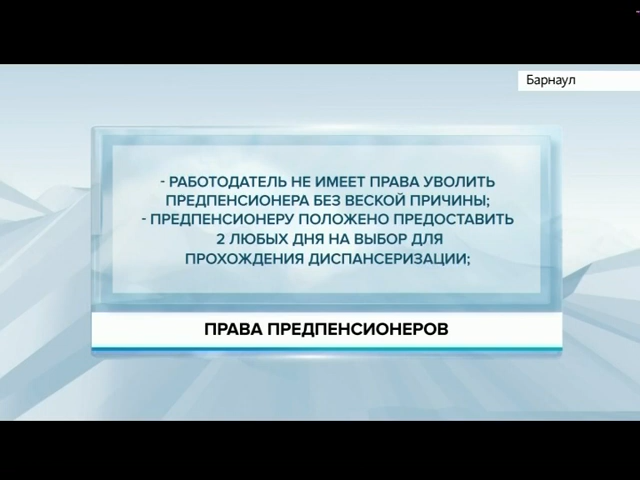 Барнаул
- РАБОТОДАТЕЛЬ НЕ ИМЕЕТ ПРАВА УВОЛИТЬ
ПРЕДПЕНСИОНЕРА БЕЗ ВЕСКОЙ ПРИЧИНЫ;
- ПРЕДПЕНСИОНЕРУ ПОЛОЖЕНО ПРЕДОСТАВИТЬ
2 ЛЮБЫХ ДНЯ НА ВЫБОР ДЛЯ
ПРОХОЖДЕНИЯ ДИСПАНСЕРИЗАЦИИ;
ПРАВА ПРЕДПЕНСИОНЕРОВ